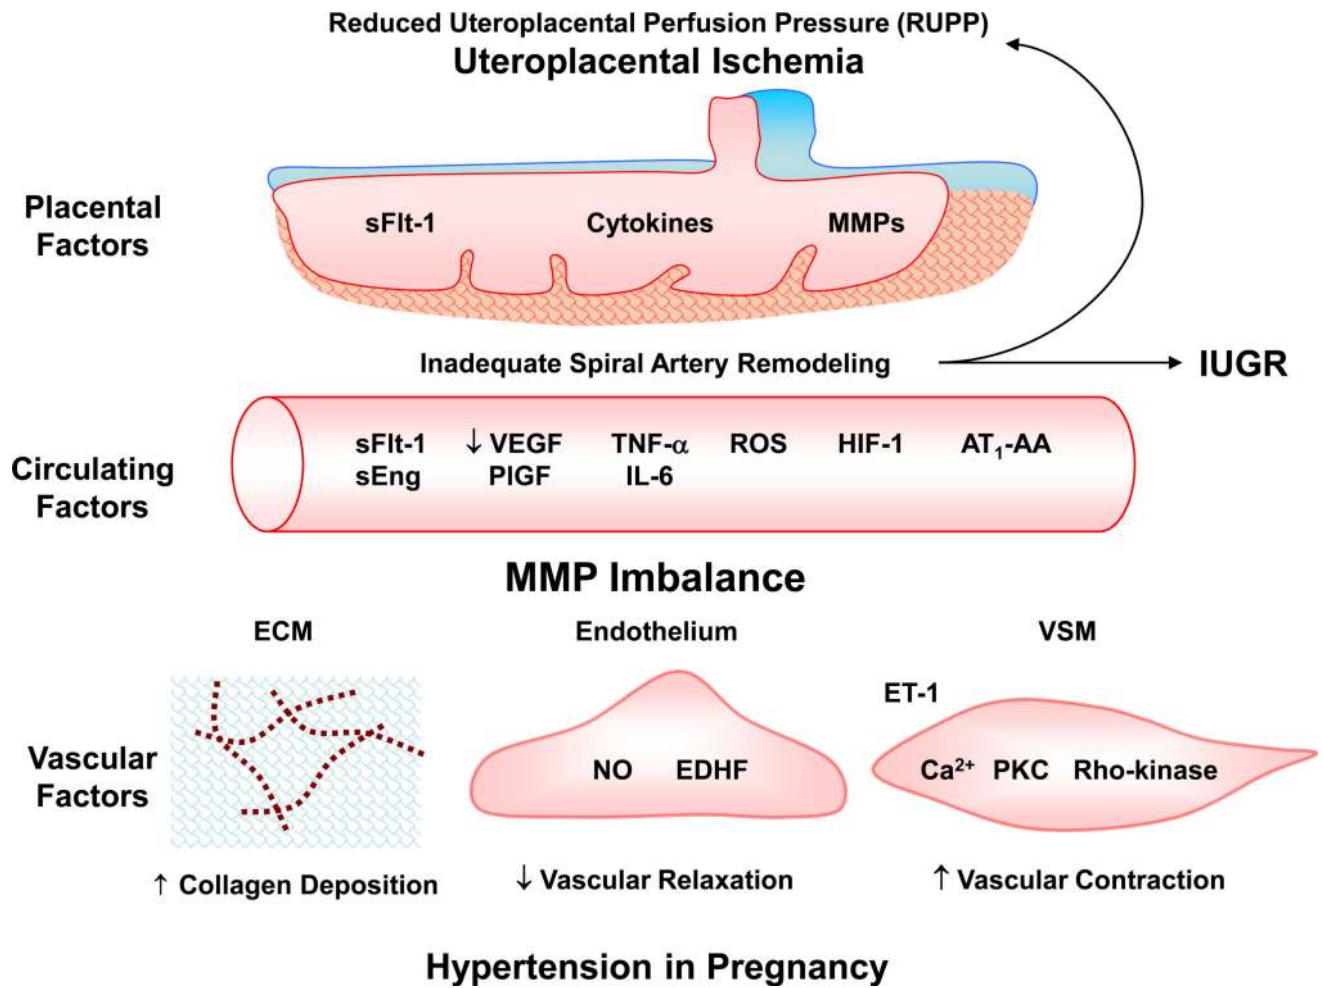 Reduced Uteroplacental Perfusion Pressure (RUPP)
Uteroplacental Ischemia
Placental
Factors
sFlt-1 Cytokines MMPs
Inadequate Spiral Artery Remodeling
IUGR
Circulating
Factors
sFlt-1 ↓ VEGF TNF-α ROS HIF-1 AT₁-AA
sEng PlGF IL-6
MMP Imbalance
ECM Endothelium VSM
Vascular
Factors
ET-1
NO EDHF
Ca²⁺ PKC Rho-kinase
↑ Collagen Deposition
↓ Vascular Relaxation
↑ Vascular Contraction
Hypertension in Pregnancy